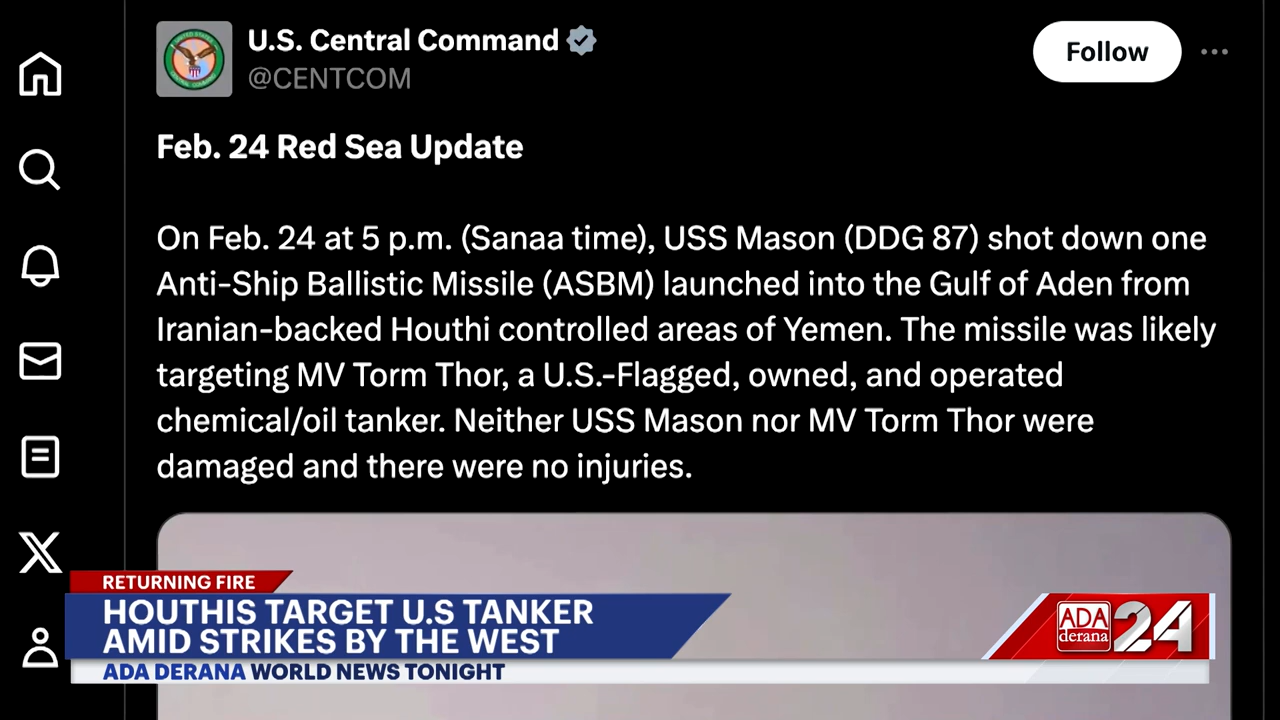 U.S. Central Command
@CENTCOM
Follow
Feb. 24 Red Sea Update
On Feb. 24 at 5 p.m. (Sanaa time), USS Mason (DDG 87) shot down one
Anti-Ship Ballistic Missile (ASBM) launched into the Gulf of Aden from
Iranian-backed Houthi controlled areas of Yemen. The missile was likely
targeting MV Torm Thor, a U.S.-Flagged, owned, and operated
chemical/oil tanker. Neither USS Mason nor MV Torm Thor were
damaged and there were no injuries.
RETURNING FIRE
HOUTHIS TARGET U.S TANKER
AMID STRIKES BY THE WEST
ADA DERANA WORLD NEWS TONIGHT
ADA
derana
24